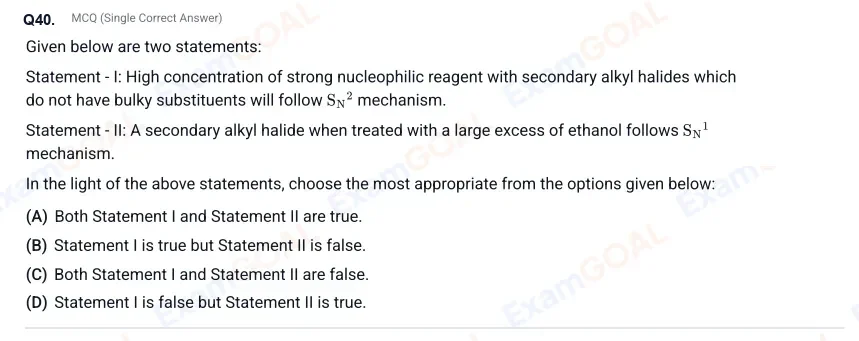 Q40. MCQ (Single Correct Answer)
Given below are two statements:
Statement - I: High concentration of strong nucleophilic reagent with secondary alkyl halides which
do not have bulky substituents will follow S_N² mechanism.
Statement - II: A secondary alkyl halide when treated with a large excess of ethanol follows S_N¹
mechanism.
In the light of the above statements, choose the most appropriate from the options given below:
(A) Both Statement I and Statement II are true.
(B) Statement I is true but Statement II is false.
(C) Both Statement I and Statement II are false.
(D) Statement I is false but Statement II is true.
ExamGOAL